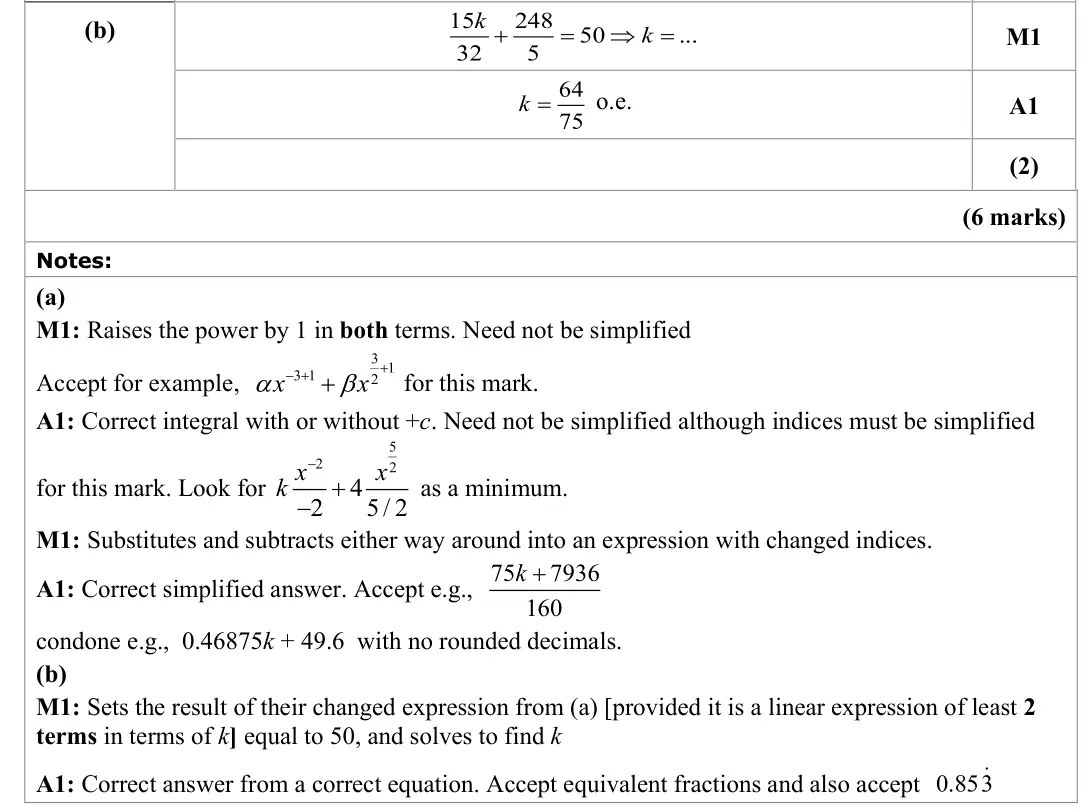 (b)
15k/32 + 248/5 = 50 ⇒ k = ...
M1
k = 64/75 o.e.
A1
(2)
(6 marks)
Notes:
(a)
M1: Raises the power by 1 in both terms. Need not be simplified
Accept for example, αx^(−3+1) + βx^(3/2+1) for this mark.
A1: Correct integral with or without +c. Need not be simplified although indices must be simplified
for this mark. Look for k x^(−2)/−2 + 4 x^(5/2)/(5/2) as a minimum.
M1: Substitutes and subtracts either way around into an expression with changed indices.
A1: Correct simplified answer. Accept e.g., (75k + 7936)/160
condone e.g., 0.46875k + 49.6 with no rounded decimals.
(b)
M1: Sets the result of their changed expression from (a) [provided it is a linear expression of least 2
terms in terms of k] equal to 50, and solves to find k
A1: Correct answer from a correct equation. Accept equivalent fractions and also accept 0.853̇